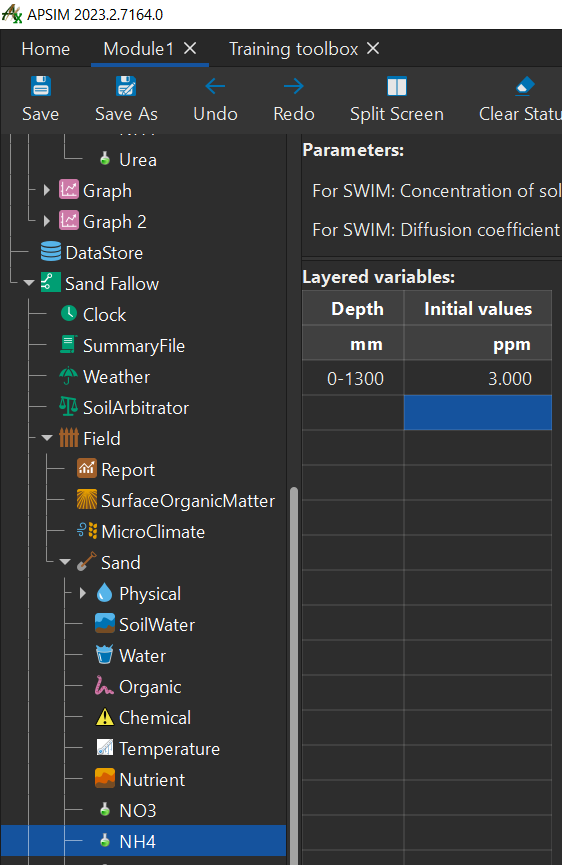 APSIM 2023.2.7164.0
Home Module1 Training toolbox
Save Save As Undo Redo Split Screen Clear Statu
Urea
Graph
Graph 2
DataStore
Sand Fallow
Clock
SummaryFile
Weather
SoilArbitrator
Field
Report
SurfaceOrganicMatter
MicroClimate
Sand
Physical
SoilWater
Water
Organic
Chemical
Temperature
Nutrient
NO3
NH4
Parameters:
For SWIM: Concentration of sol
For SWIM: Diffusion coefficient
Layered variables:
Depth Initial values
mm ppm
0-1300 3.000